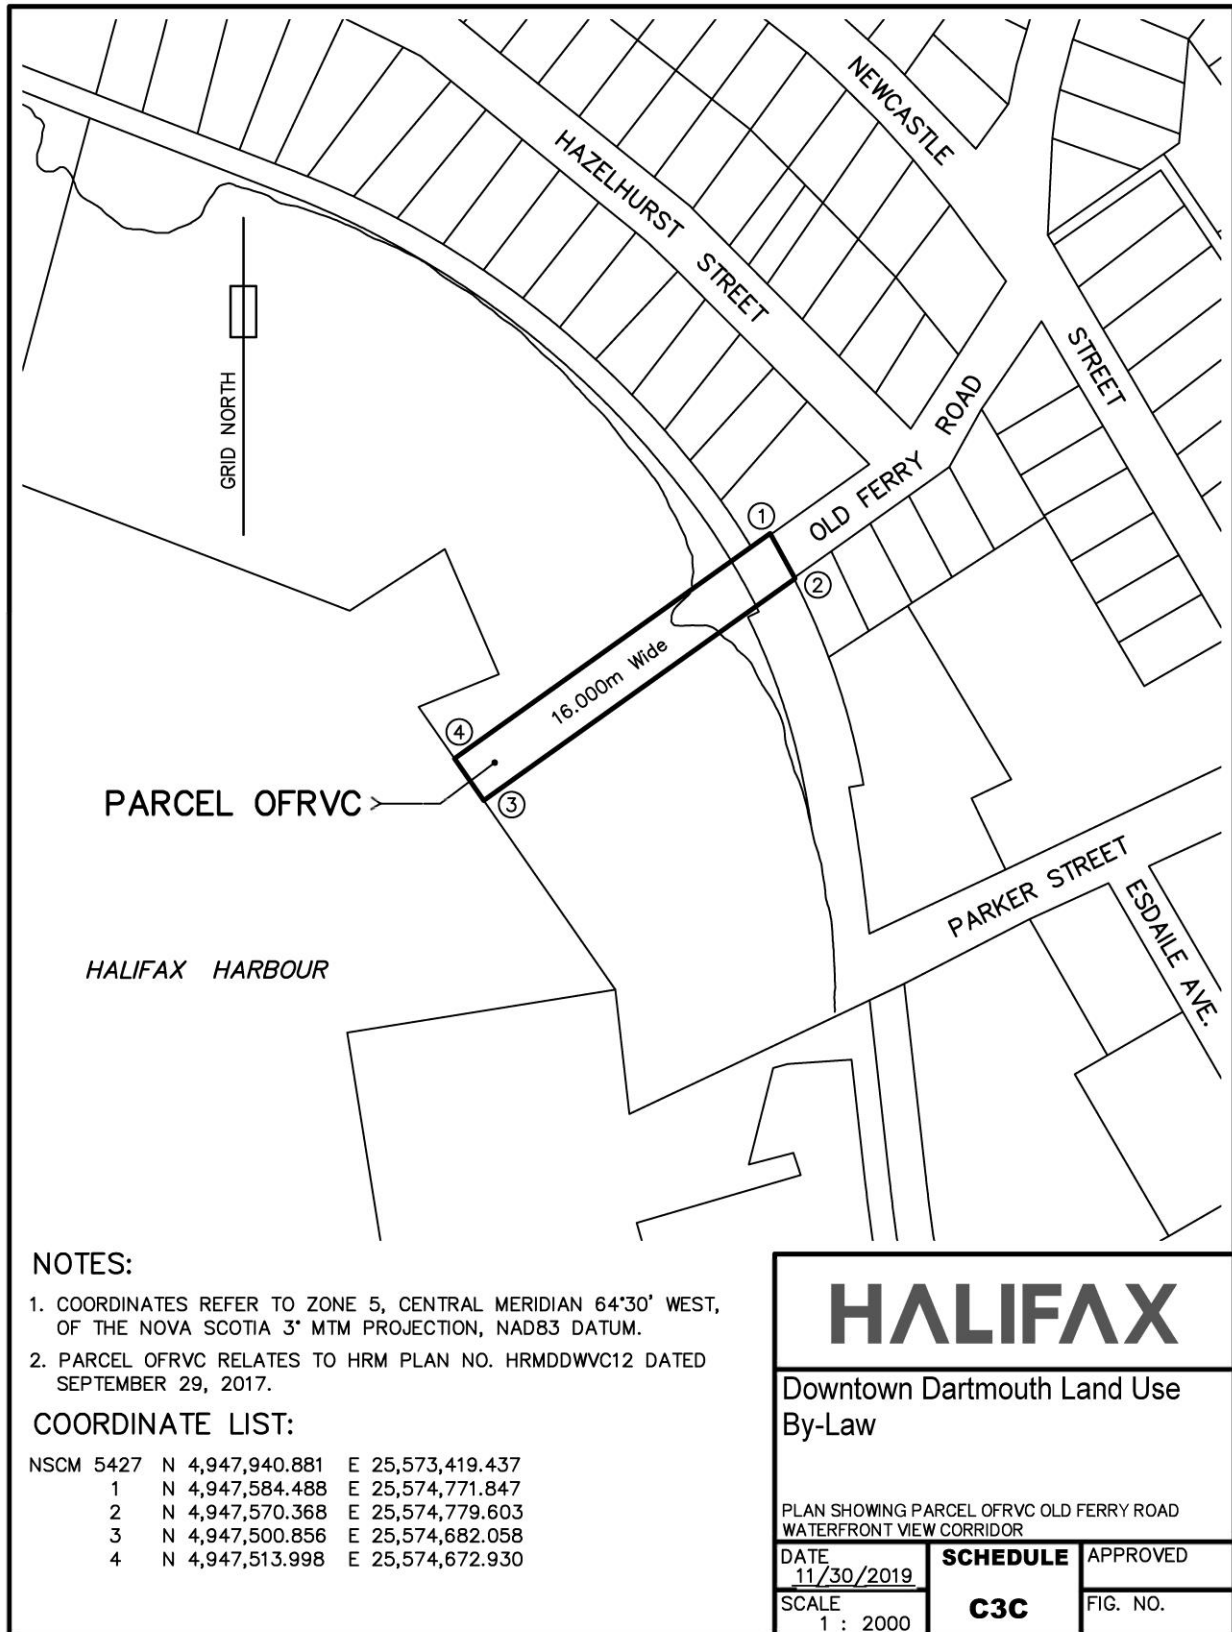 NEWCASTLE
HAZELHURST STREET
STREET
GRID NORTH
OLD FERRY ROAD
1
2
16.000m Wide
4
3
PARCEL OFRVC
PARKER STREET
ESDAILE AVE.
HALIFAX HARBOUR
NOTES:
1. COORDINATES REFER TO ZONE 5, CENTRAL MERIDIAN 64°30' WEST,
OF THE NOVA SCOTIA 3° MTM PROJECTION, NAD83 DATUM.
2. PARCEL OFRVC RELATES TO HRM PLAN NO. HRMDDWVC12 DATED
SEPTEMBER 29, 2017.
COORDINATE LIST:
NSCM 5427 N 4,947,940.881 E 25,573,419.437
1 N 4,947,584.488 E 25,574,771.847
2 N 4,947,570.368 E 25,574,779.603
3 N 4,947,500.856 E 25,574,682.058
4 N 4,947,513.998 E 25,574,672.930
HALIFAX
Downtown Dartmouth Land Use
By-Law
PLAN SHOWING PARCEL OFRVC OLD FERRY ROAD
WATERFRONT VIEW CORRIDOR
DATE
11/30/2019
SCHEDULE
C3C
APPROVED
SCALE
1 : 2000
FIG. NO.